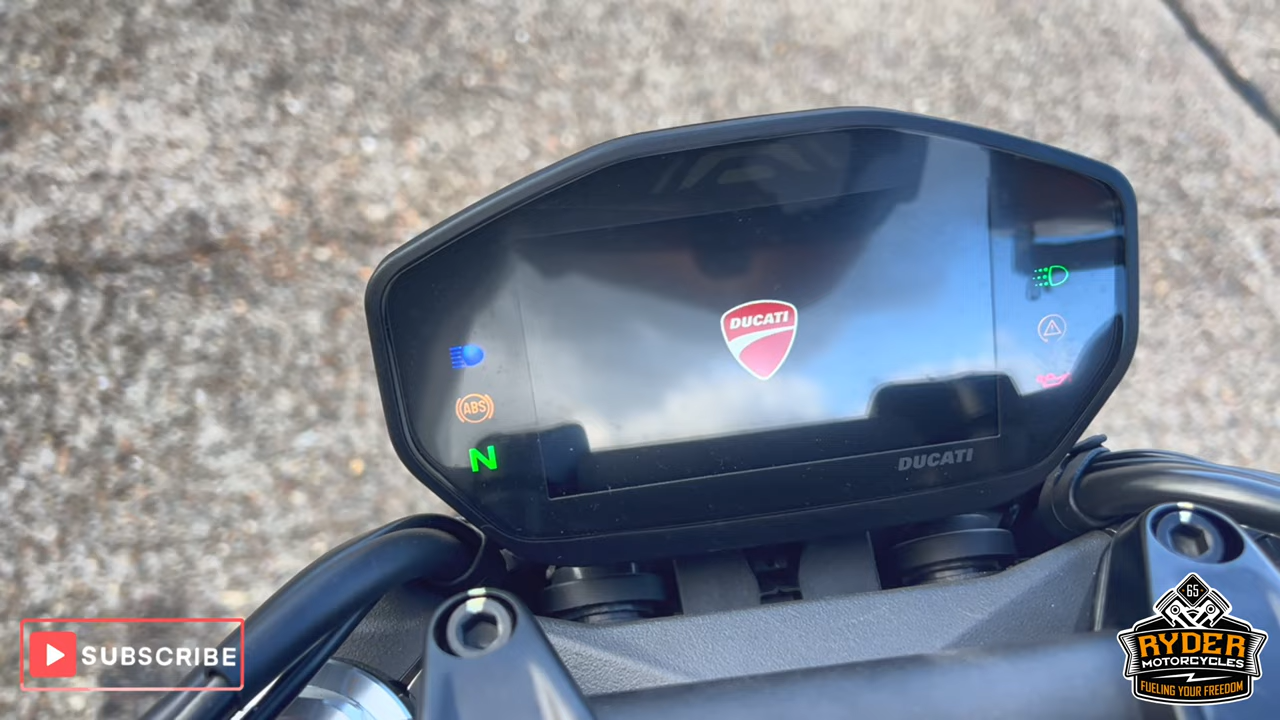 DUCATI
ABS
N
DUCATI
SUBSCRIBE
65
RYDER
MOTORCYCLES
FUELING YOUR FREEDOM